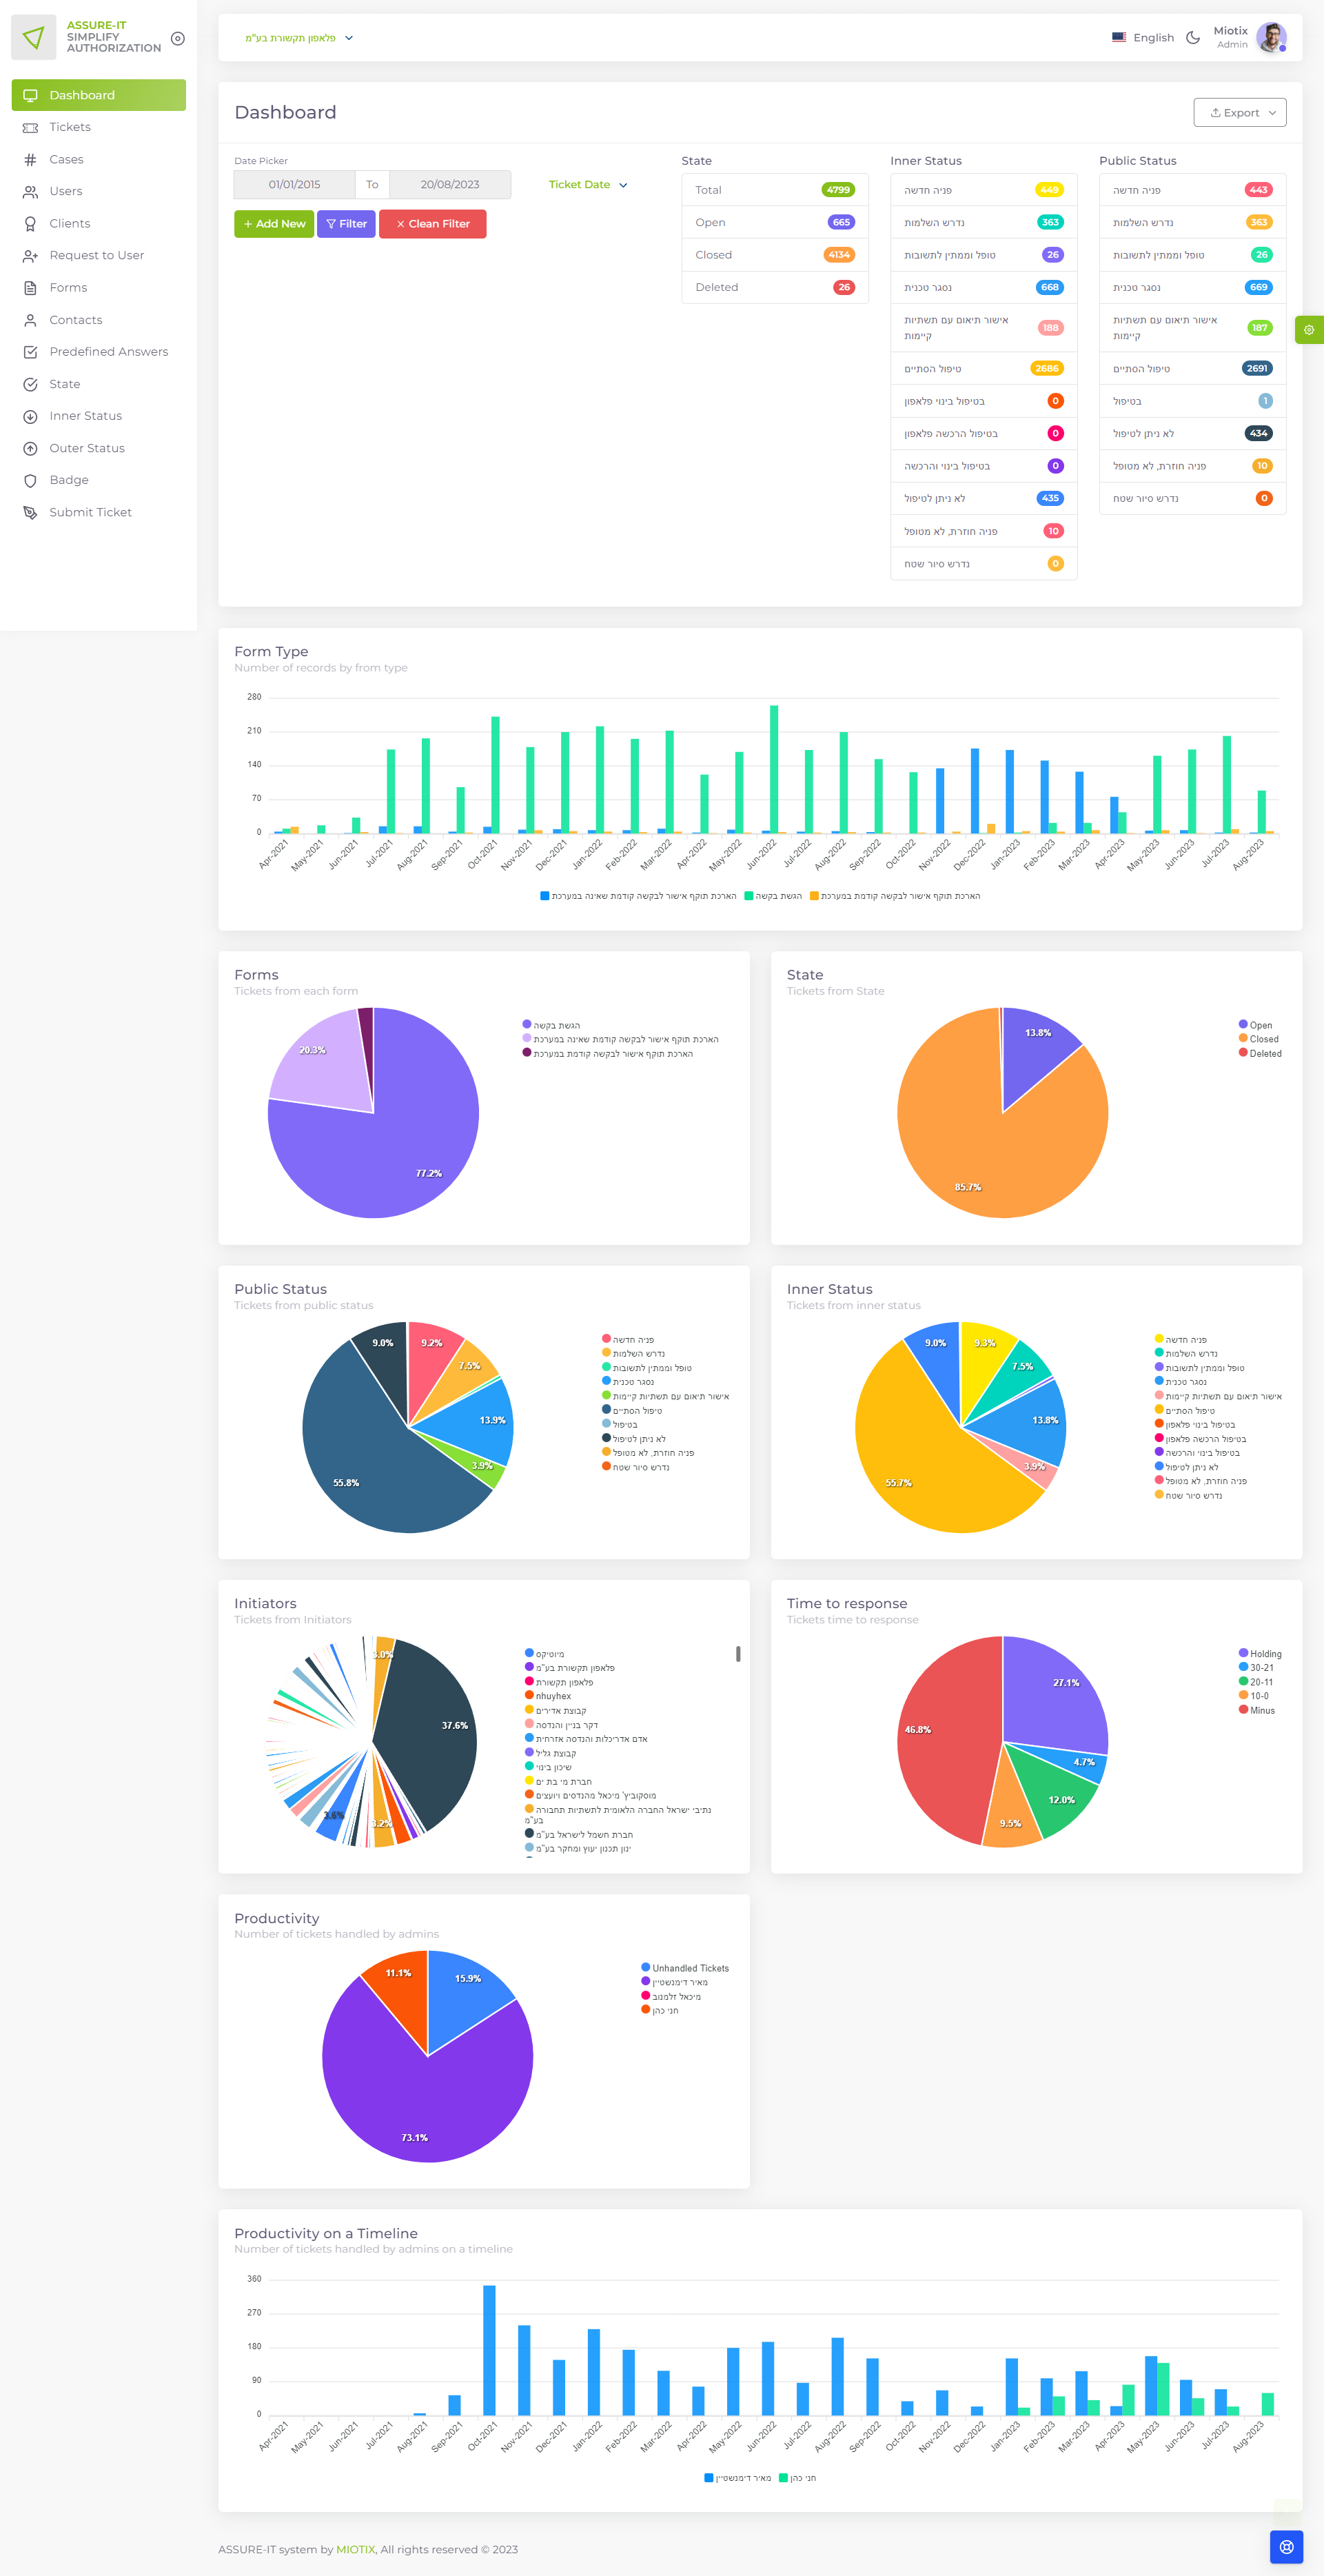 ASSURE-IT
SIMPLIFY
AUTHORIZATION
Dashboard
Tickets
Cases
Users
Clients
Request to User
Forms
Contacts
Predefined Answers
State
Inner Status
Outer Status
Badge
Submit Ticket
פלאפון תקשורת בע"מ
English
Miotix
Admin
Dashboard
Export
Date Picker
01/01/2015 To 20/08/2023
Ticket Date
Add New
Filter
Clean Filter
State
Total 4799
Open 665
Closed 4134
Deleted 26
Inner Status
פניה חדשה 449
נדרש השלמות 363
טופל וממתין לתשובות 26
נסגר טכנית 668
אישור תיאום עם תשתיות
קיימות 188
טיפול הסתיים 2686
בטיפול בינוי פלאפון 0
בטיפול הרכשה פלאפון 0
בטיפול בינוי והרכשה 0
לא ניתן לטיפול 435
פניה חוזרת, לא מטופל 10
נדרש סיור שטח 0
Public Status
פניה חדשה 443
נדרש השלמות 363
טופל וממתין לתשובות 26
נסגר טכנית 669
אישור תיאום עם תשתיות
קיימות 187
טיפול הסתיים 2691
בטיפול 1
לא ניתן לטיפול 434
פניה חוזרת, לא מטופל 10
נדרש סיור שטח 0
Form Type
Number of records by from type
280
210
140
70
0
Apr-2021 May-2021 Jun-2021 Jul-2021 Aug-2021 Sep-2021 Oct-2021 Nov-2021 Dec-2021 Jan-2022 Feb-2022 Mar-2022 Apr-2022 May-2022 Jun-2022 Jul-2022 Aug-2022 Sep-2022 Oct-2022 Nov-2022 Dec-2022 Jan-2023 Feb-2023 Mar-2023 Apr-2023 May-2023 Jun-2023 Jul-2023 Aug-2023
הארכת תוקף אישור לבקשה קודמת שאינה במערכת
הגשת בקשה
הארכת תוקף אישור לבקשה קודמת במערכת
Forms
Tickets from each form
20.3%
77.2%
הגשת בקשה
הארכת תוקף אישור לבקשה קודמת שאינה במערכת
הארכת תוקף אישור לבקשה קודמת במערכת
State
Tickets from State
13.8%
85.7%
Open
Closed
Deleted
Public Status
Tickets from public status
9.0%
9.2%
7.5%
13.9%
3.9%
55.8%
פניה חדשה
נדרש השלמות
טופל וממתין לתשובות
נסגר טכנית
אישור תיאום עם תשתיות קיימות
טיפול הסתיים
בטיפול
לא ניתן לטיפול
פניה חוזרת, לא מטופל
נדרש סיור שטח
Inner Status
Tickets from inner status
9.0%
9.3%
7.5%
13.8%
3.9%
55.7%
פניה חדשה
נדרש השלמות
טופל וממתין לתשובות
נסגר טכנית
אישור תיאום עם תשתיות קיימות
טיפול הסתיים
בטיפול בינוי פלאפון
בטיפול הרכשה פלאפון
בטיפול בינוי והרכשה
לא ניתן לטיפול
פניה חוזרת, לא מטופל
נדרש סיור שטח
Initiators
Tickets from Initiators
3.0%
37.6%
3.6%
3.2%
מיוטיקס
פלאפון תקשורת בע"מ
פלאפון תקשורת
nhuyhex
קבוצת אדירים
דקר בניין והנדסה
אדם אדריכלות והנדסה אזרחית
קבוצת גליל
שיכון בינוי
חברת מי בת ים
מוסקוביץ' מיכאל מהנדסים ויועצים
נתיבי ישראל החברה הלאומית לתשתיות תחבורה
בע"מ
חברת חשמל לישראל בע"מ
ינון תכנון יעוץ ומחקר בע"מ
Time to response
Tickets time to response
27.1%
46.8%
4.7%
12.0%
9.5%
Holding
30-21
20-11
10-0
Minus
Productivity
Number of tickets handled by admins
11.1%
15.9%
73.1%
Unhandled Tickets
מאיר דימנשטיין
מיכאל זלמנוב
חני כהן
Productivity on a Timeline
Number of tickets handled by admins on a timeline
360
270
180
90
0
Apr-2021 May-2021 Jun-2021 Jul-2021 Aug-2021 Sep-2021 Oct-2021 Nov-2021 Dec-2021 Jan-2022 Feb-2022 Mar-2022 Apr-2022 May-2022 Jun-2022 Jul-2022 Aug-2022 Sep-2022 Oct-2022 Nov-2022 Dec-2022 Jan-2023 Feb-2023 Mar-2023 Apr-2023 May-2023 Jun-2023 Jul-2023 Aug-2023
מאיר דימנשטיין
חני כהן
ASSURE-IT system by MIOTIX, All rights reserved © 2023